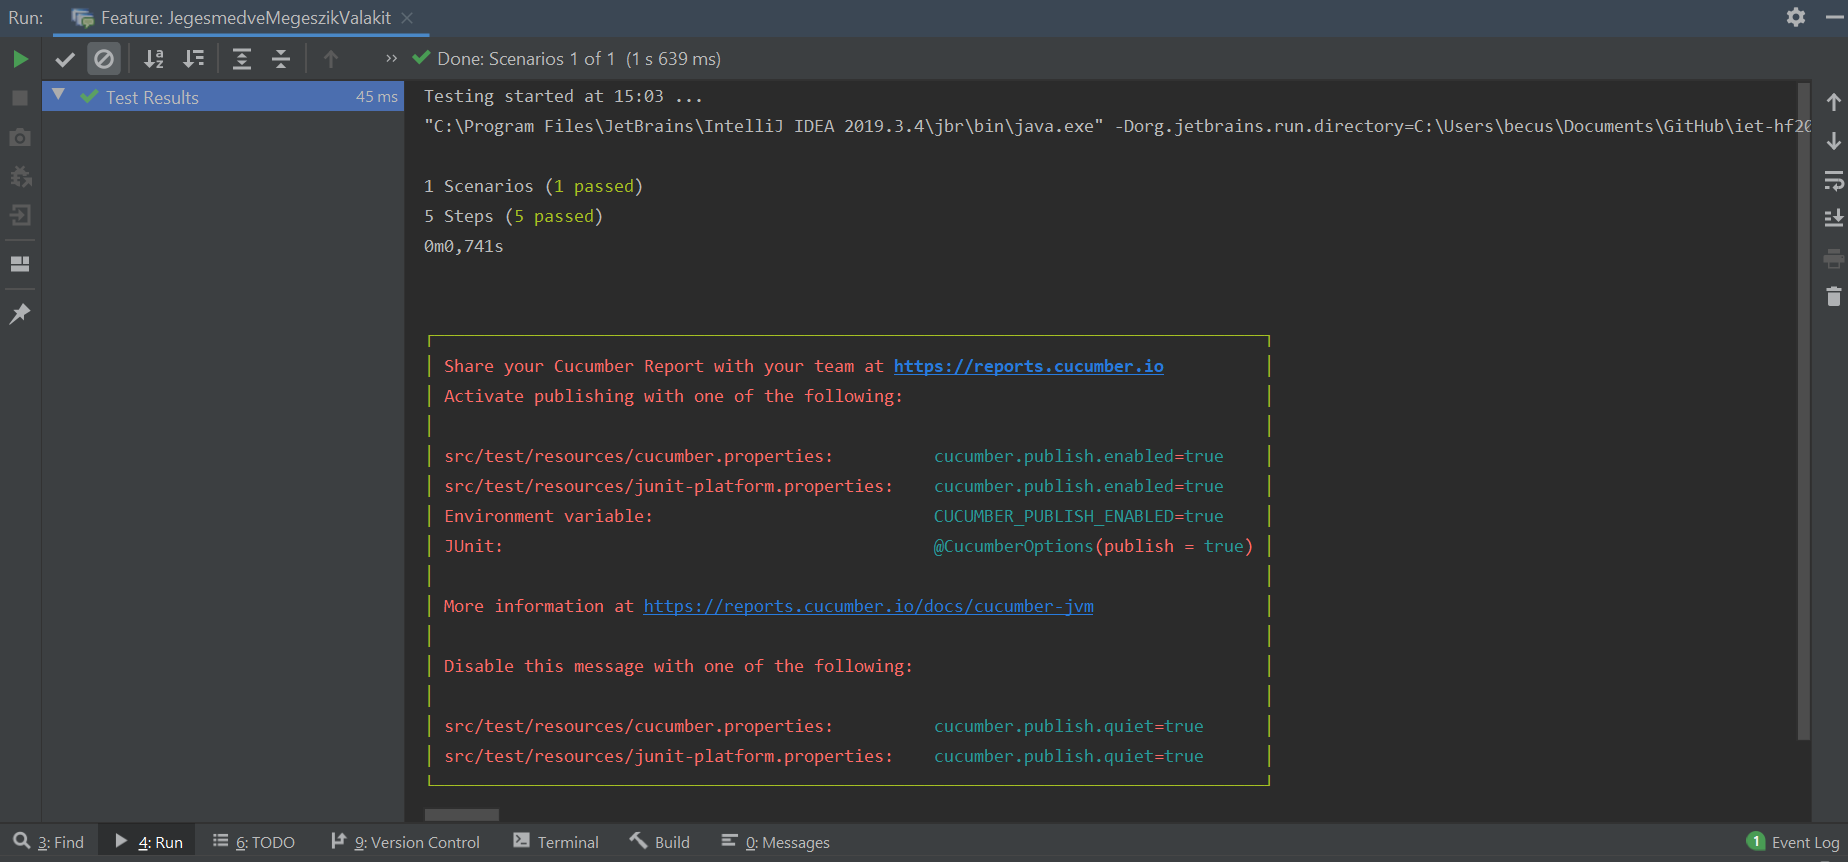 Run: Feature: JegesmedveMegeszikValakit
» Done: Scenarios 1 of 1 (1 s 639 ms)
Test Results 45 ms
Testing started at 15:03 ...
"C:\Program Files\JetBrains\IntelliJ IDEA 2019.3.4\jbr\bin\java.exe" -Dorg.jetbrains.run.directory=C:\Users\becus\Documents\GitHub\iet-hf20
1 Scenarios (1 passed)
5 Steps (5 passed)
0m0,741s
Share your Cucumber Report with your team at https://reports.cucumber.io
Activate publishing with one of the following:
src/test/resources/cucumber.properties: cucumber.publish.enabled=true
src/test/resources/junit-platform.properties: cucumber.publish.enabled=true
Environment variable: CUCUMBER_PUBLISH_ENABLED=true
JUnit: @CucumberOptions(publish = true)
More information at https://reports.cucumber.io/docs/cucumber-jvm
Disable this message with one of the following:
src/test/resources/cucumber.properties: cucumber.publish.quiet=true
src/test/resources/junit-platform.properties: cucumber.publish.quiet=true
3: Find 4: Run 6: TODO 9: Version Control Terminal Build 0: Messages 1 Event Log